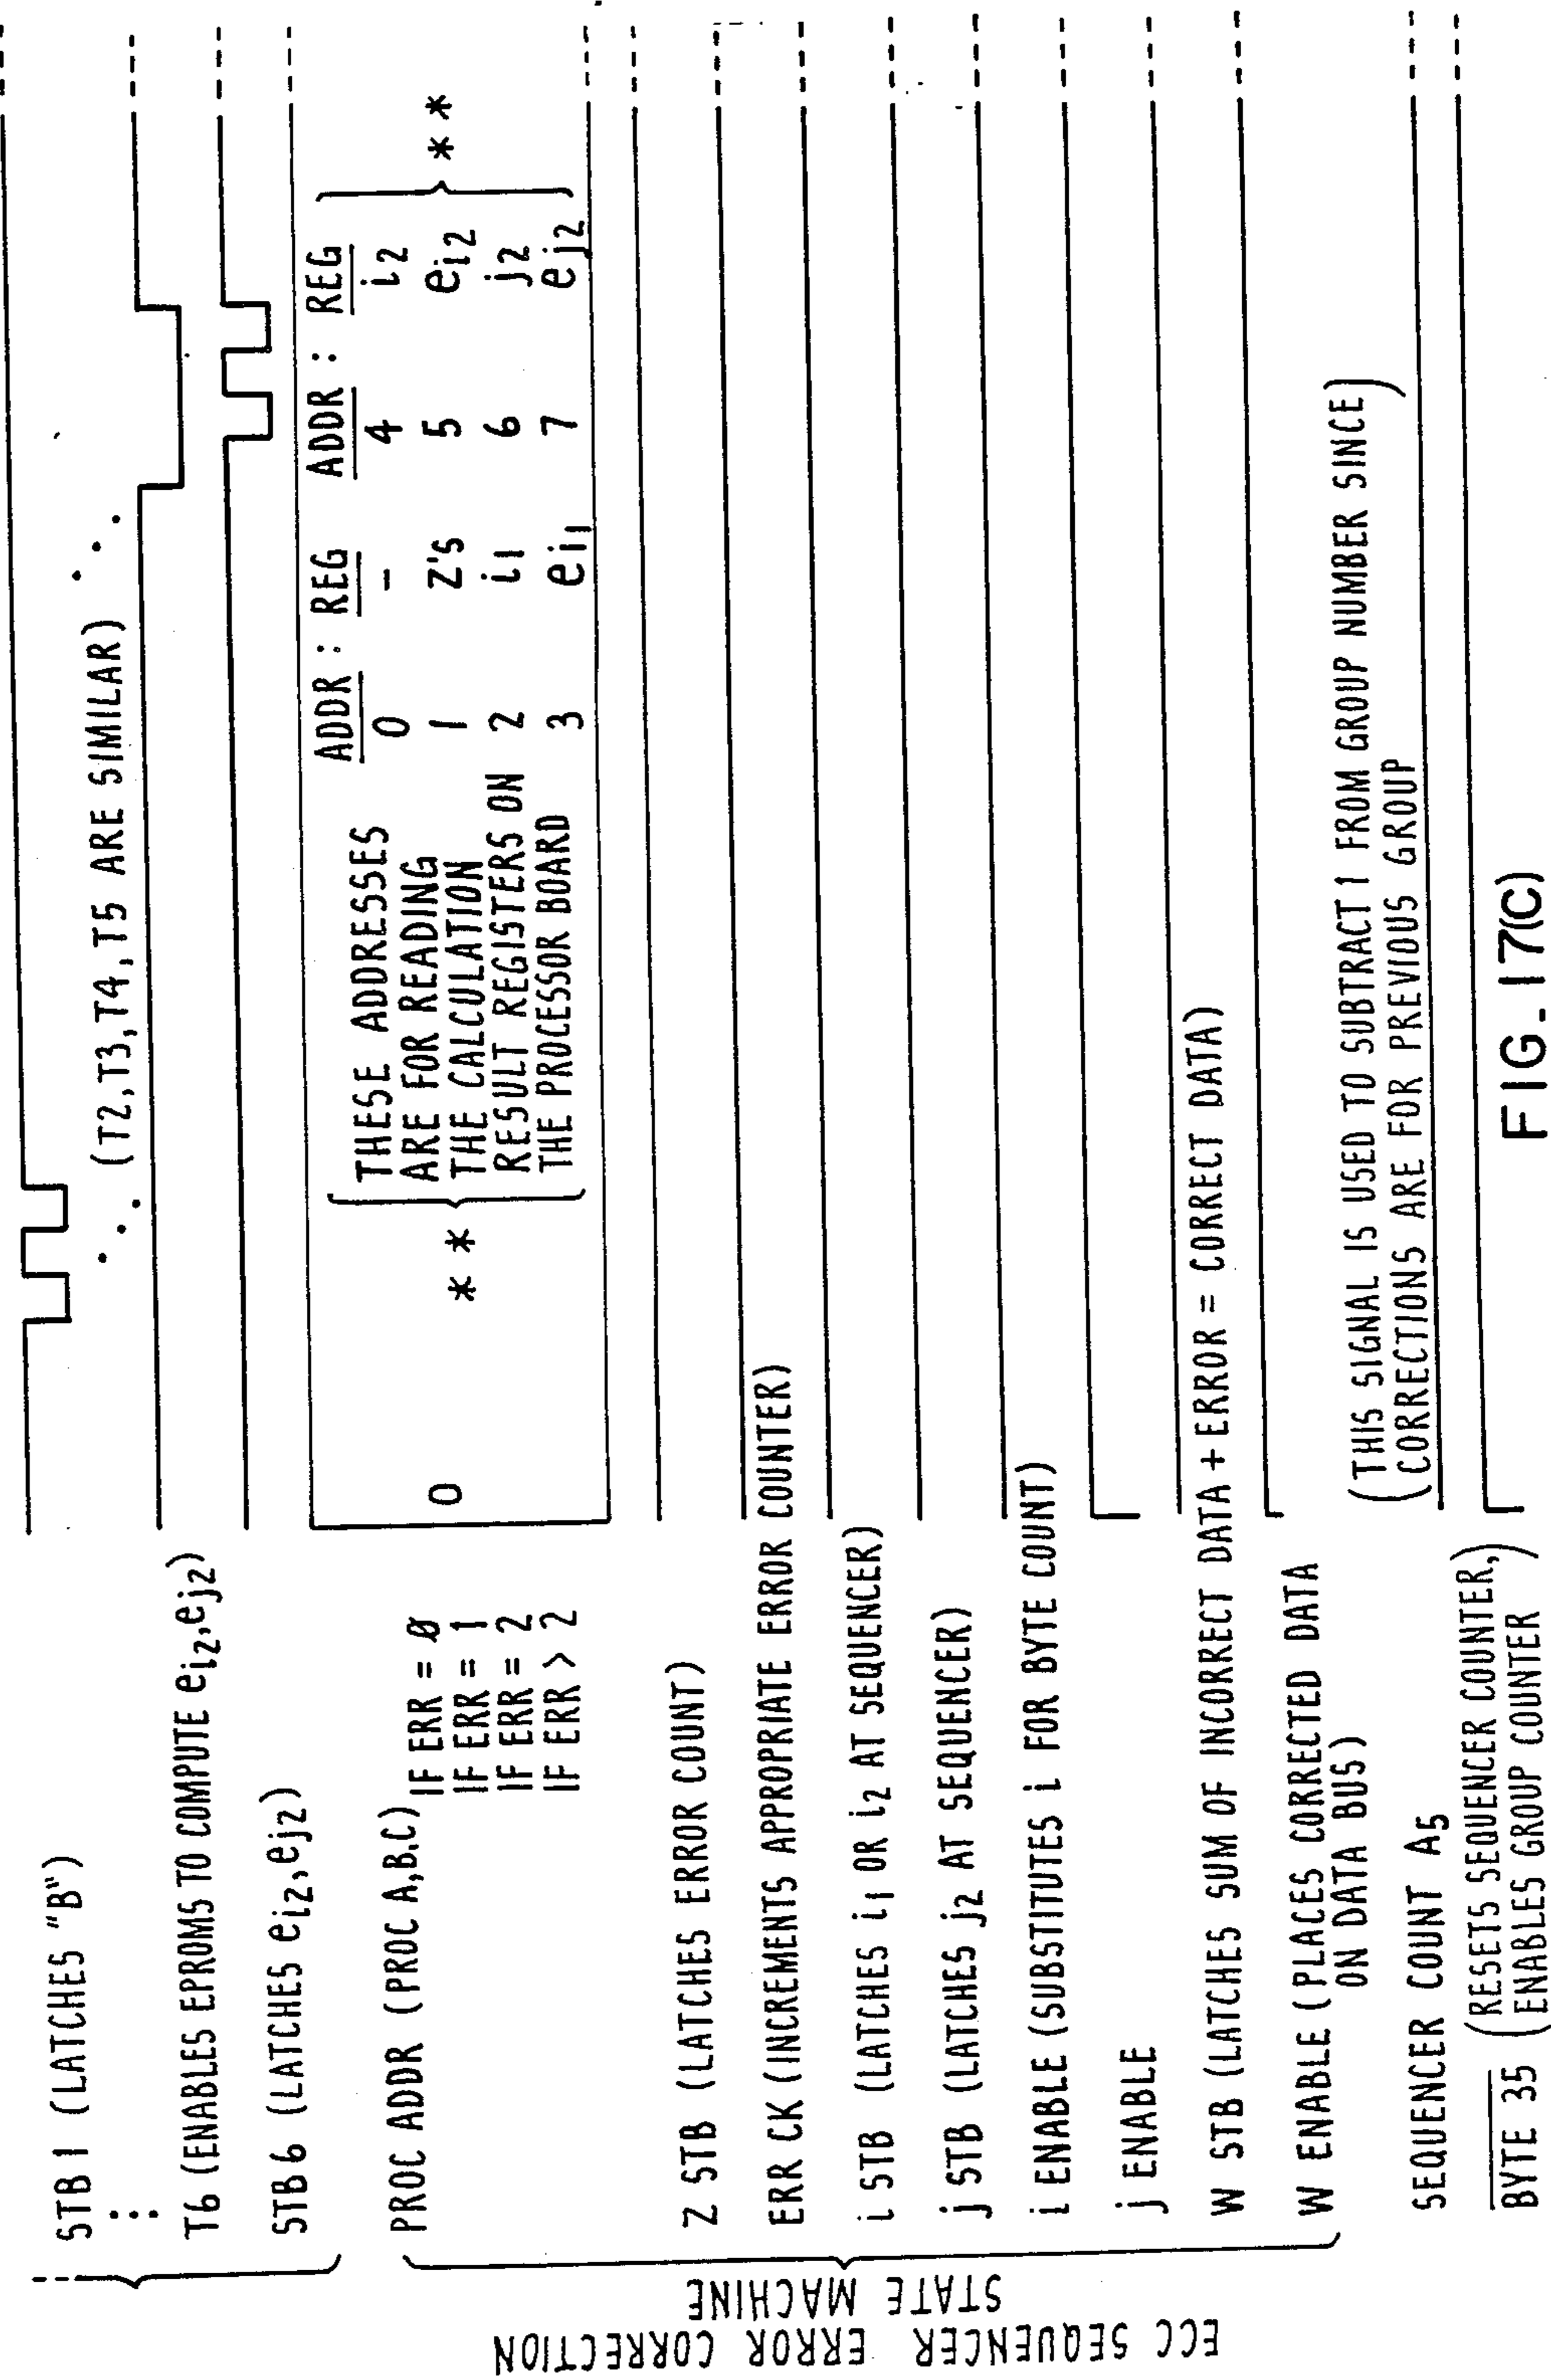 STB 1 (LATCHES "B")
(T2,T3,T4,T5 ARE SIMILAR)
T6 (ENABLES EPROMS TO COMPUTE ei2,ej2)
STB 6 (LATCHES ei2,ej2)
PROC ADDR (PROC A,B,C)
IF ERR = 0
IF ERR = 1
IF ERR = 2
IF ERR > 2
0
**
THESE ADDRESSES
ARE FOR READING
THE CALCULATION
RESULT REGISTERS ON
THE PROCESSOR BOARD
ADDR : REG ADDR : REG
0 - 4 i2
1 Z'S 5 ei2
2 i1 6 j2
3 ei1 7 ej2
**
Z STB (LATCHES ERROR COUNT)
ERR CK (INCREMENTS APPROPRIATE ERROR COUNTER)
i STB (LATCHES i1 OR i2 AT SEQUENCER)
j STB (LATCHES j2 AT SEQUENCER)
i ENABLE (SUBSTITUTES i FOR BYTE COUNT)
j ENABLE
W STB (LATCHES SUM OF INCORRECT DATA + ERROR = CORRECT DATA)
W ENABLE (PLACES CORRECTED DATA
ON DATA BUS)
ECC SEQUENCER ERROR CORRECTION
STATE MACHINE
SEQUENCER COUNT A5
(THIS SIGNAL IS USED TO SUBTRACT 1 FROM GROUP NUMBER SINCE
CORRECTIONS ARE FOR PREVIOUS GROUP)
BYTE 35 (RESETS SEQUENCER COUNTER,
ENABLES GROUP COUNTER)
FIG_17(C)